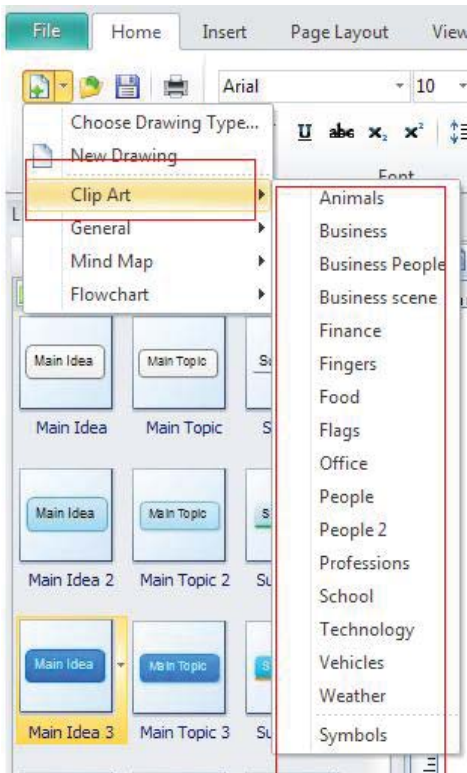 File Home Insert Page Layout View
Arial 10
Choose Drawing Type...
U abc x₂ x²
New Drawing
Font
Clip Art
General
Mind Map
Flowchart
Animals
Business
Business People
Business scene
Finance
Fingers
Food
Flags
Office
People
People 2
Professions
School
Technology
Vehicles
Weather
Symbols
Main Idea Main Topic
Main Idea Main Topic
Main Idea Main Topic
Main Idea 2 Main Topic 2
Main Idea Main Topic
Main Idea 3 Main Topic 3